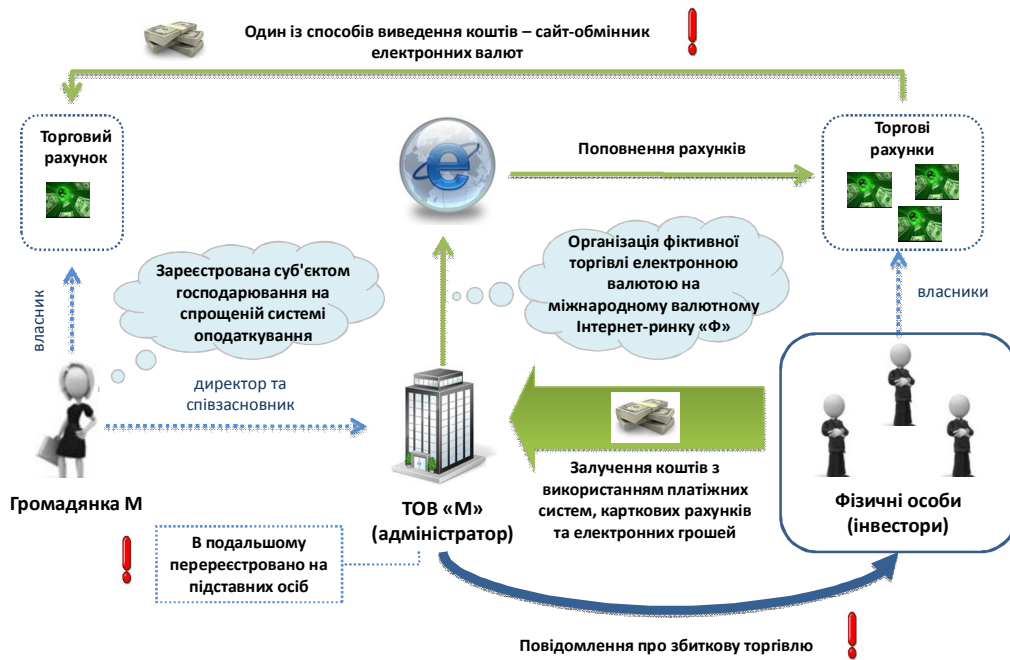 Один із способів виведення коштів – сайт-обмінник
електронних валют
Торговий
рахунок
Торгові
рахунки
Поповнення рахунків
Зареєстрована суб'єктом
господарювання на
спрощеній системі
оподаткування
Організація фіктивної
торгівлі електронною
валютою на
міжнародному валютному
Інтернет-ринку «Ф»
власник
власники
директор та
співзасновник
Громадянка М
ТОВ «М»
(адміністратор)
Залучення коштів з
використанням платіжних
систем, карткових рахунків
та електронних грошей
Фізичні особи
(інвестори)
В подальшому
перереєстровано на
підставних осіб
Повідомлення про збиткову торгівлю